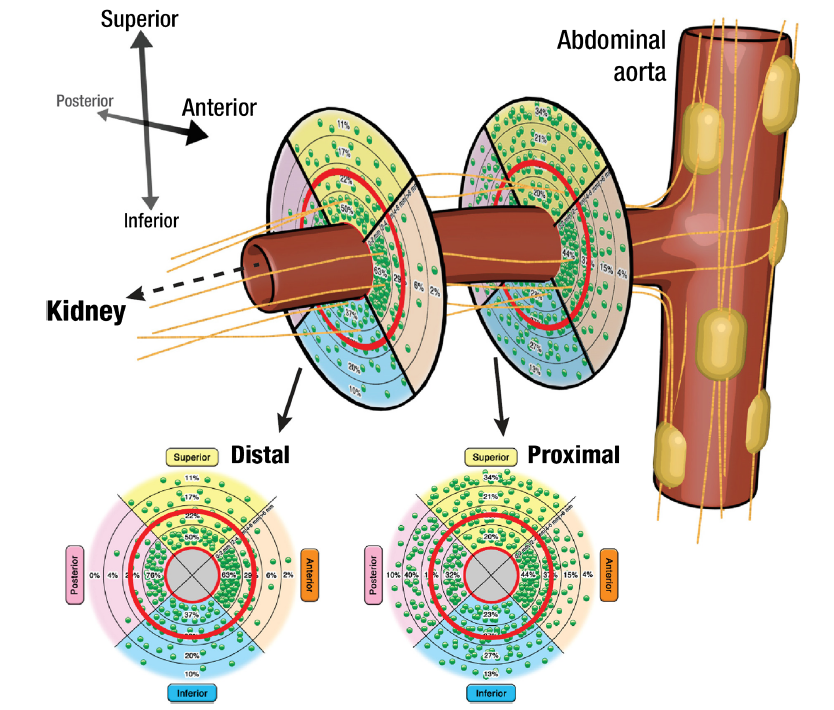 Superior
Posterior
Anterior
Inferior
Kidney
Abdominal
aorta
11%
17%
22%
50%
63%
29
6%
2%
37%
20%
10%
34%
21%
20%
44%
15%
4%
27%
13%
Distal
Superior
11%
17%
22%
50%
Posterior
0%
4%
76%
63%
29
6%
2%
Anterior
37%
20%
10%
Inferior
Proximal
Superior
34%
21%
20%
Posterior
10%
40%
32%
44%
15%
4%
Anterior
23%
27%
13%
Inferior